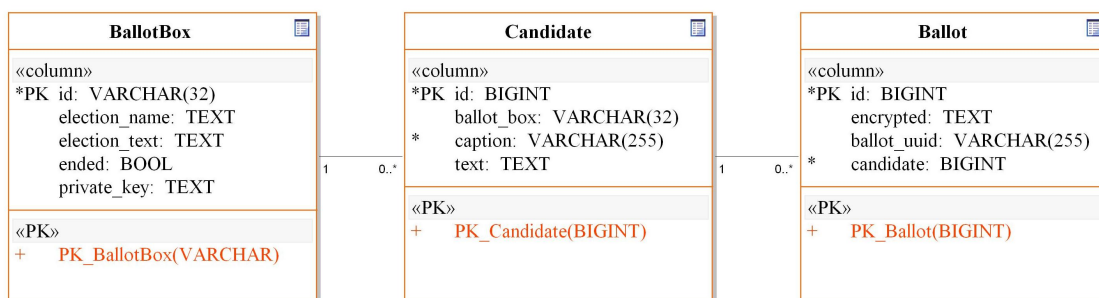 BallotBox
«column»
*PK id: VARCHAR(32)
election_name: TEXT
election_text: TEXT
ended: BOOL
private_key: TEXT
«PK»
+ PK_BallotBox(VARCHAR)
1 0..*
Candidate
«column»
*PK id: BIGINT
ballot_box: VARCHAR(32)
* caption: VARCHAR(255)
text: TEXT
«PK»
+ PK_Candidate(BIGINT)
1 0..*
Ballot
«column»
*PK id: BIGINT
encrypted: TEXT
ballot_uuid: VARCHAR(255)
* candidate: BIGINT
«PK»
+ PK_Ballot(BIGINT)